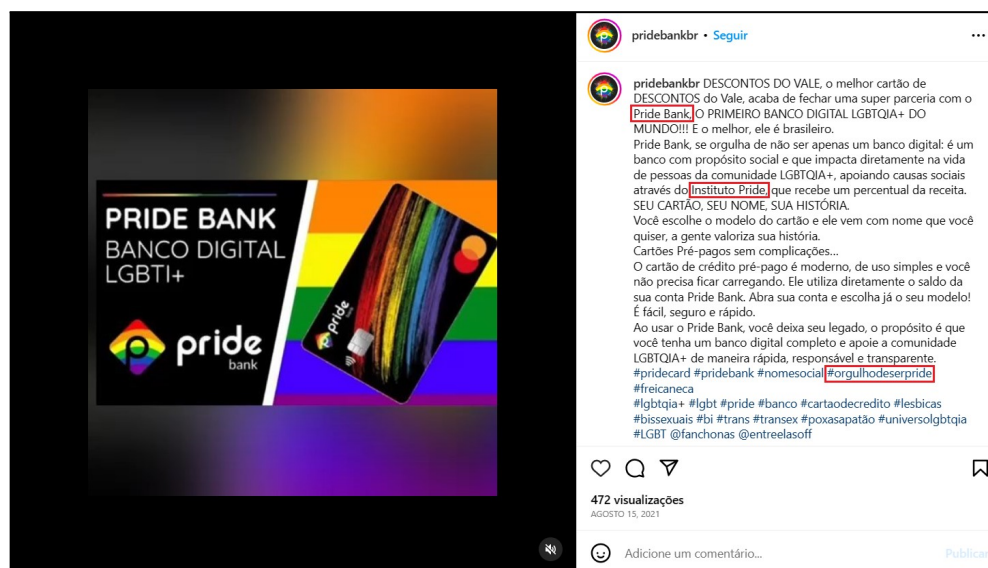 PRIDE BANK
BANCO DIGITAL
LGBTI+
pride
bank
pride
bank
pridebankbr • Seguir
pridebankbr DESCONTOS DO VALE, o melhor cartão de
DESCONTOS do Vale, acaba de fechar uma super parceria com o
Pride Bank, O PRIMEIRO BANCO DIGITAL LGBTQIA+ DO
MUNDO!!! E o melhor, ele é brasileiro.
Pride Bank, se orgulha de não ser apenas um banco digital: é um
banco com propósito social e que impacta diretamente na vida
de pessoas da comunidade LGBTQIA+, apoiando causas sociais
através do Instituto Pride, que recebe um percentual da receita.
SEU CARTÃO, SEU NOME, SUA HISTÓRIA.
Você escolhe o modelo do cartão e ele vem com nome que você
quiser, a gente valoriza sua história.
Cartões Pré-pagos sem complicações...
O cartão de crédito pré-pago é moderno, de uso simples e você
não precisa ficar carregando. Ele utiliza diretamente o saldo da
sua conta Pride Bank. Abra sua conta e escolha já o seu modelo!
É fácil, seguro e rápido.
Ao usar o Pride Bank, você deixa seu legado, o propósito é que
você tenha um banco digital completo e apoie a comunidade
LGBTQIA+ de maneira rápida, responsável e transparente.
#pridecard #pridebank #nomesocial #orgulhodeserpride
#freicaneca
#lgbtqia+ #lgbt #pride #banco #cartaodecredito #lesbicas
#bissexuais #bi #trans #transex #poxasapatão #universolgbtqia
#LGBT @fanchonas @entreelasoff
472 visualizações
AGOSTO 15, 2021
Adicione um comentário...
Publicar